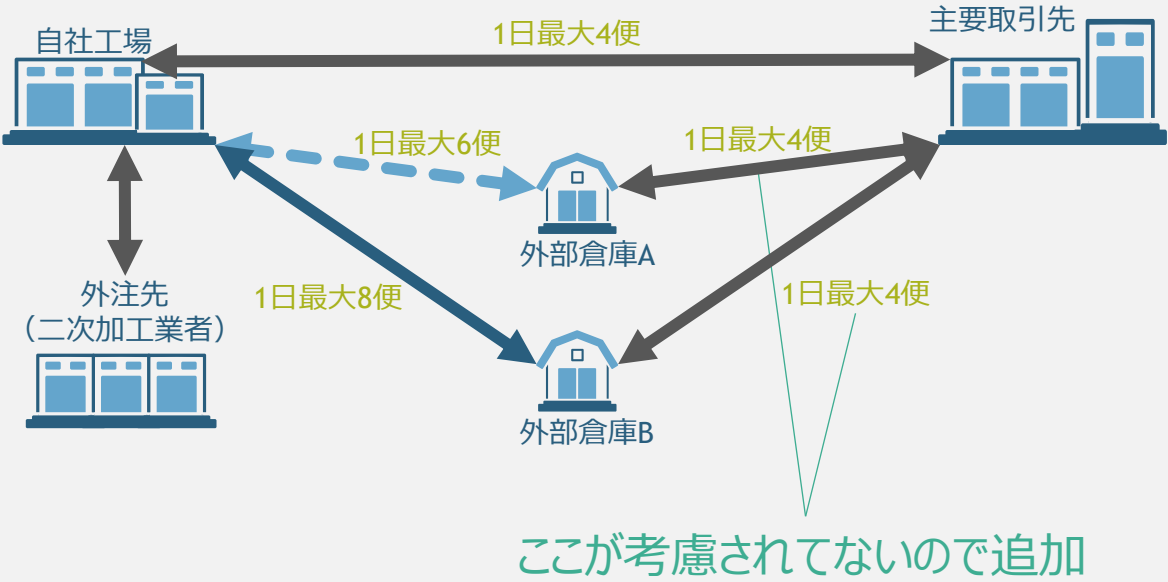 主要取引先
1日最大4便
自社工場
1日最大6便
1日最大4便
外部倉庫A
外注先
（二次加工業者）
1日最大8便
1日最大4便
外部倉庫B
ここが考慮されてないので追加